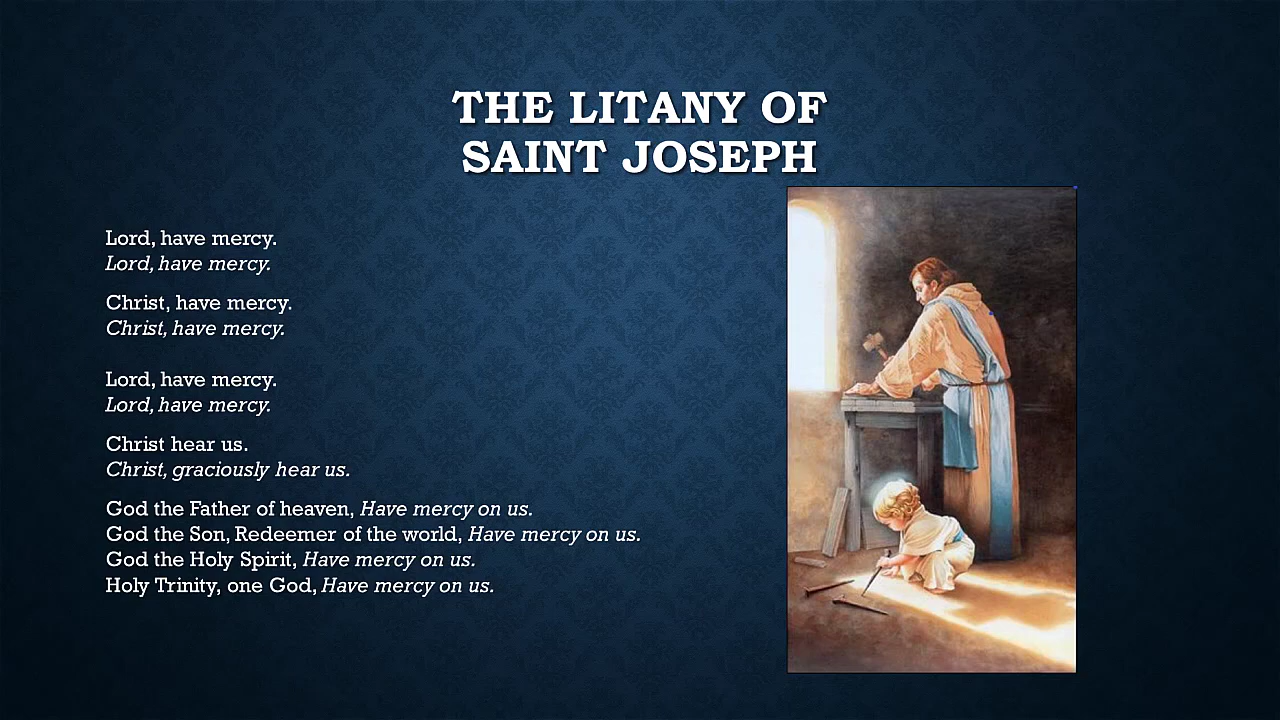 THE LITANY OF
SAINT JOSEPH
Lord, have mercy.
Lord, have mercy.
Christ, have mercy.
Christ, have mercy.
Lord, have mercy.
Lord, have mercy.
Christ hear us.
Christ, graciously hear us.
God the Father of heaven, Have mercy on us.
God the Son, Redeemer of the world, Have mercy on us.
God the Holy Spirit, Have mercy on us.
Holy Trinity, one God, Have mercy on us.